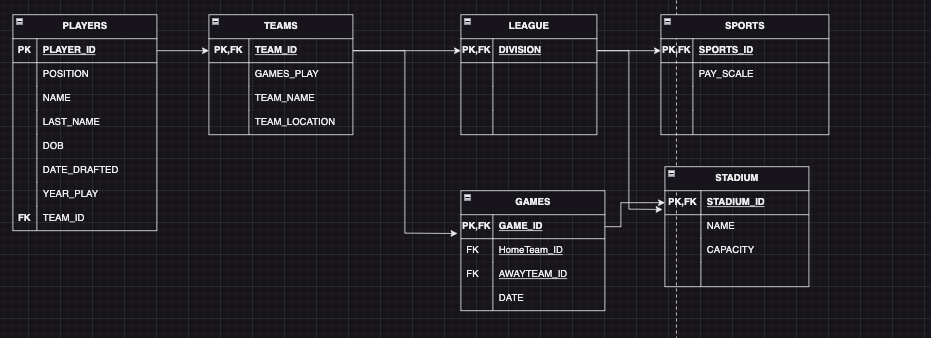 PLAYERS
PK PLAYER_ID
POSITION
NAME
LAST_NAME
DOB
DATE_DRAFTED
YEAR_PLAY
FK TEAM_ID
TEAMS
PK,FK TEAM_ID
GAMES_PLAY
TEAM_NAME
TEAM_LOCATION
LEAGUE
PK,FK DIVISION
SPORTS
PK,FK SPORTS_ID
PAY_SCALE
GAMES
PK,FK GAME_ID
FK HomeTeam_ID
FK AWAYTEAM_ID
DATE
STADIUM
PK,FK STADIUM_ID
NAME
CAPACITY